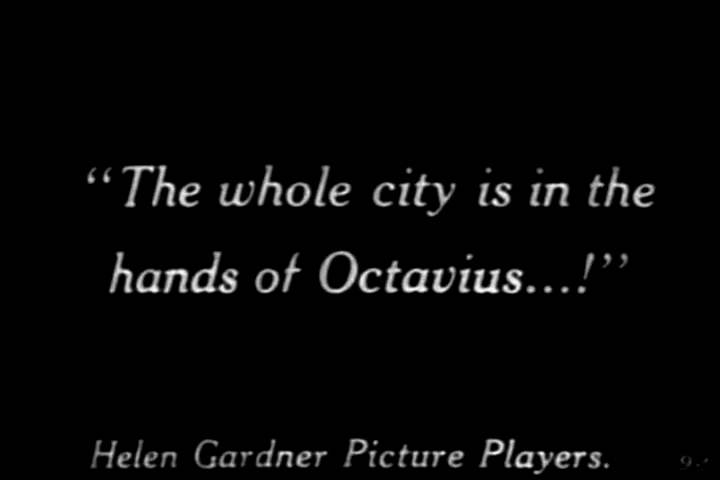 “The whole city is in the
hands of Octavius...!”
Helen Gardner Picture Players.